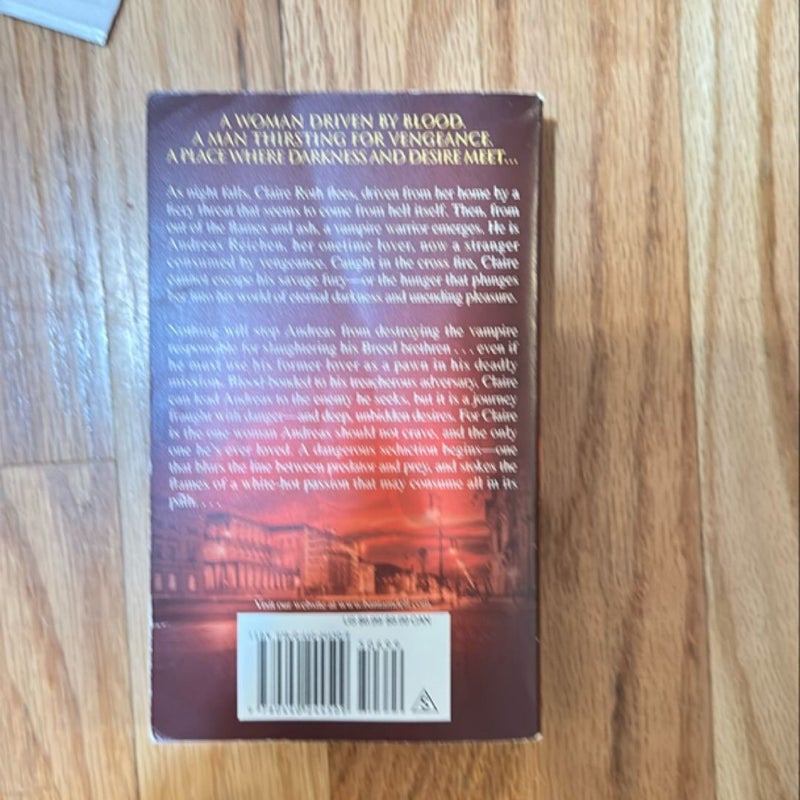 A WOMAN DRIVEN BY BLOOD.
A MAN THIRSTING FOR VENGEANCE.
A PLACE WHERE DARKNESS AND DESIRE MEET...
As night falls, Claire Roth flees, driven from her home by a
fiery threat that seems to come from hell itself. Then, from
out of the flames and ash, a vampire warrior emerges. He is
Andreas Reichen, her onetime lover, now a stranger
consumed by vengeance. Caught in the cross fire, Claire
cannot escape his savage fury—or the hunger that plunges
her into his world of eternal darkness and unending pleasure.
Nothing will stop Andreas from destroying the vampire
responsible for slaughtering his Breed brethren . . . even if
he must use his former lover as a pawn in his deadly
mission. Blood-bonded to his treacherous adversary, Claire
can lead Andreas to the enemy he seeks, but it is a journey
fraught with danger—and deep, unbidden desires. For Claire
is the one woman Andreas should not crave, and the only
one he's ever loved. A dangerous seduction begins—one
that blurs the line between predator and prey, and stokes the
flames of a white-hot passion that may consume all in its
path. . . .
Visit our website at www.bantamdell.com
S